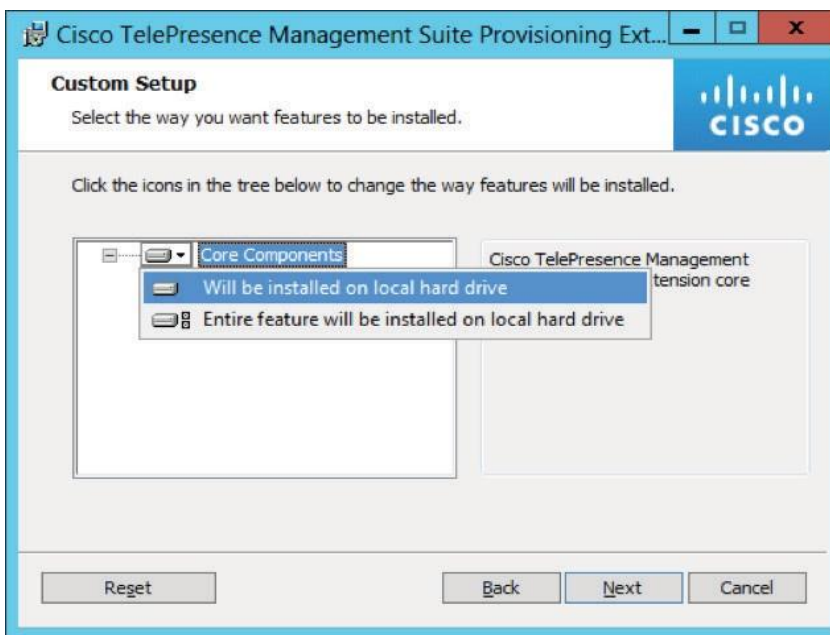 Cisco TelePresence Management Suite Provisioning Ext...
Custom Setup
Select the way you want features to be installed.
CISCO
Click the icons in the tree below to change the way features will be installed.
Core Components
Cisco TelePresence Management
Will be installed on local hard drive
tension core
Entire feature will be installed on local hard drive
Reset
Back
Next
Cancel